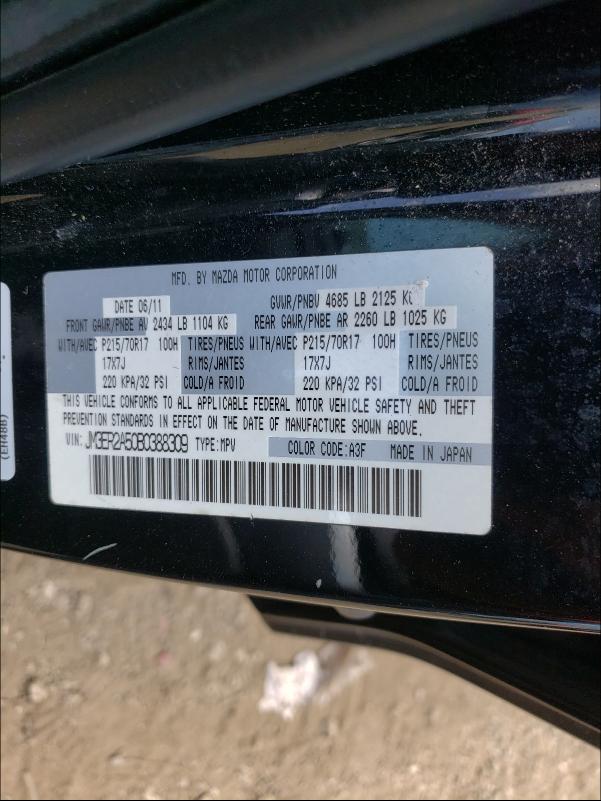 MFD. BY MAZDA MOTOR CORPORATION
DATE 06/11 GVWR/PNBV 4685 LB 2125 KG
FRONT GAWR/PNBE AV 2434 LB 1104 KG REAR GAWR/PNBE AR 2260 LB 1025 KG
WITH/AVEC P215/70R17 100H TIRES/PNEUS WITH/AVEC P215/70R17 100H TIRES/PNEUS
17X7J RIMS/JANTES 17X7J RIMS/JANTES
220 KPA/32 PSI COLD/A FROID 220 KPA/32 PSI COLD/A FROID
THIS VEHICLE CONFORMS TO ALL APPLICABLE FEDERAL MOTOR VEHICLE SAFETY AND THEFT
PREVENTION STANDARDS IN EFFECT ON THE DATE OF MANUFACTURE SHOWN ABOVE.
VIN: JM3ER2A50B0388309 TYPE:MPV COLOR CODE:A3F MADE IN JAPAN
(EH48B)